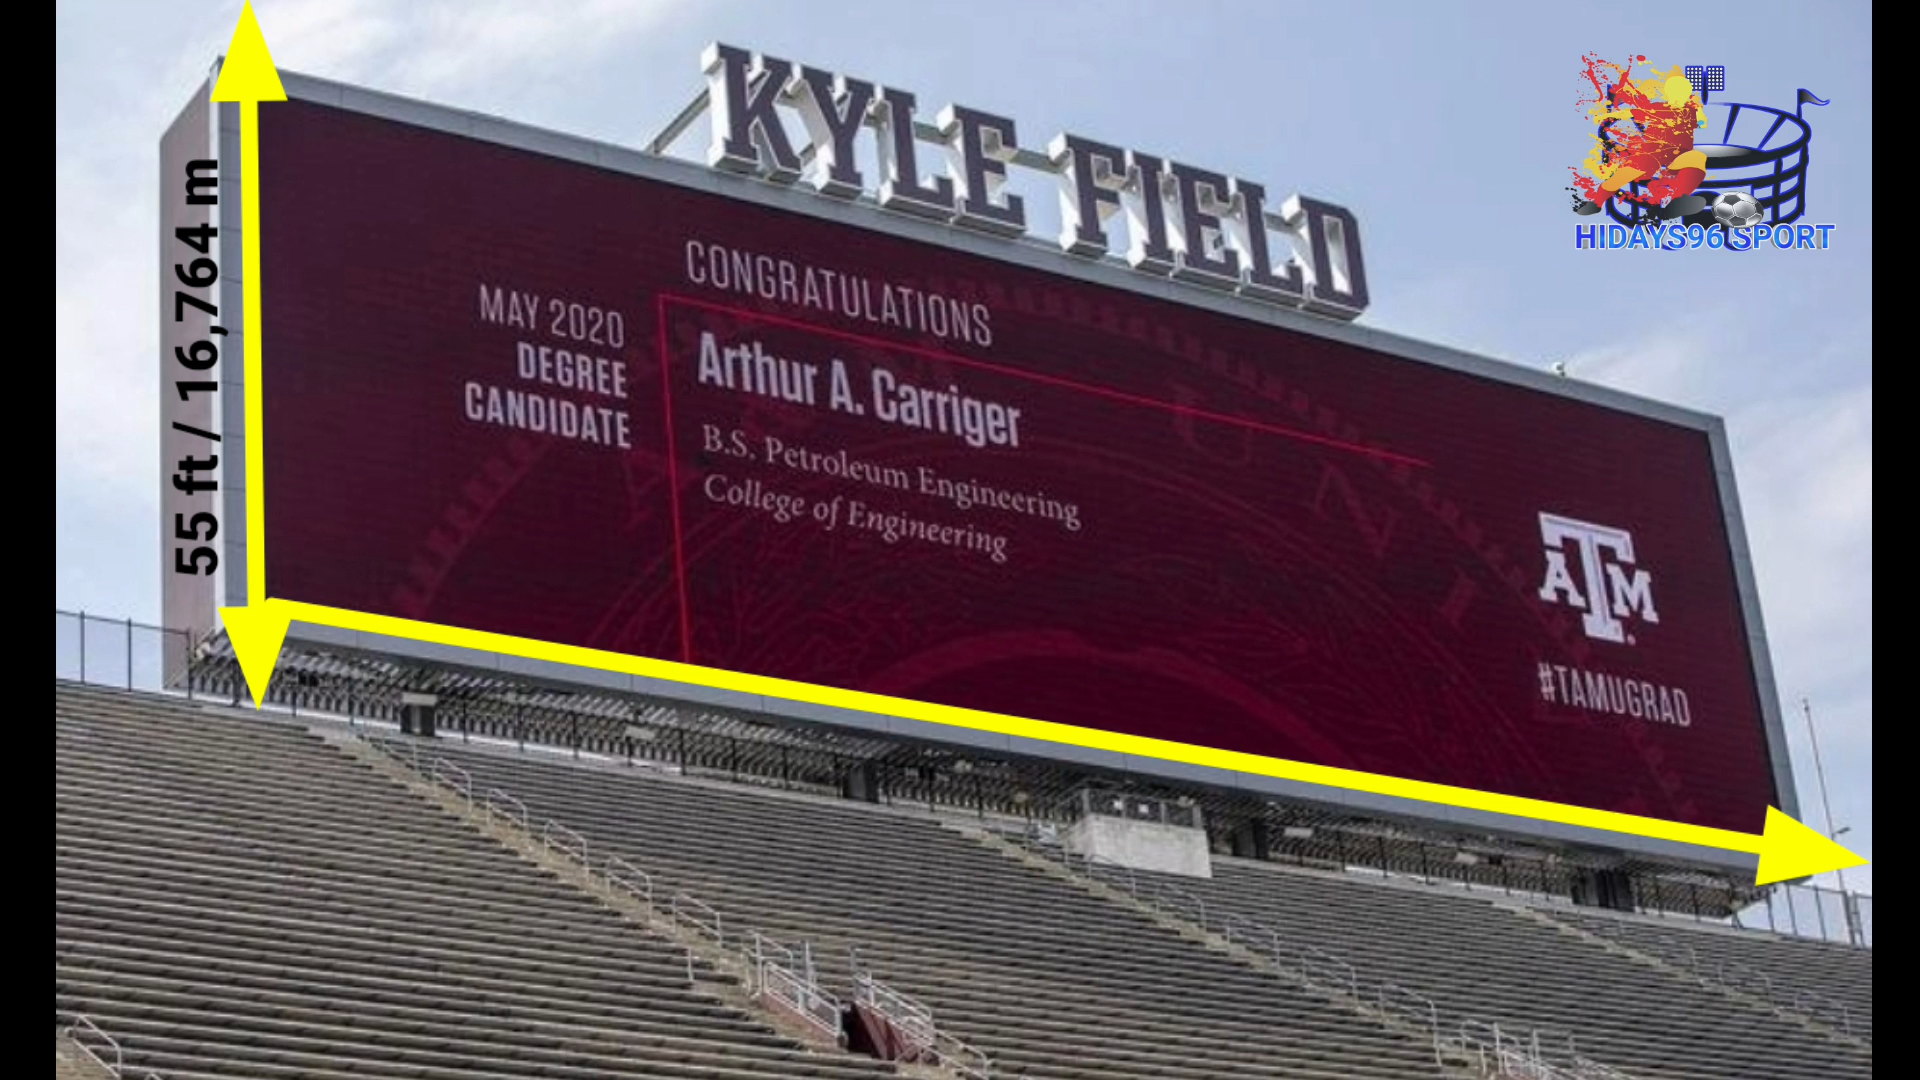 KYLE FIELD
HIDAYS96 SPORT
55 ft / 16,764 m
CONGRATULATIONS
MAY 2020
DEGREE
CANDIDATE
Arthur A. Carriger
B.S. Petroleum Engineering
College of Engineering
ATM
#TAMUGRAD